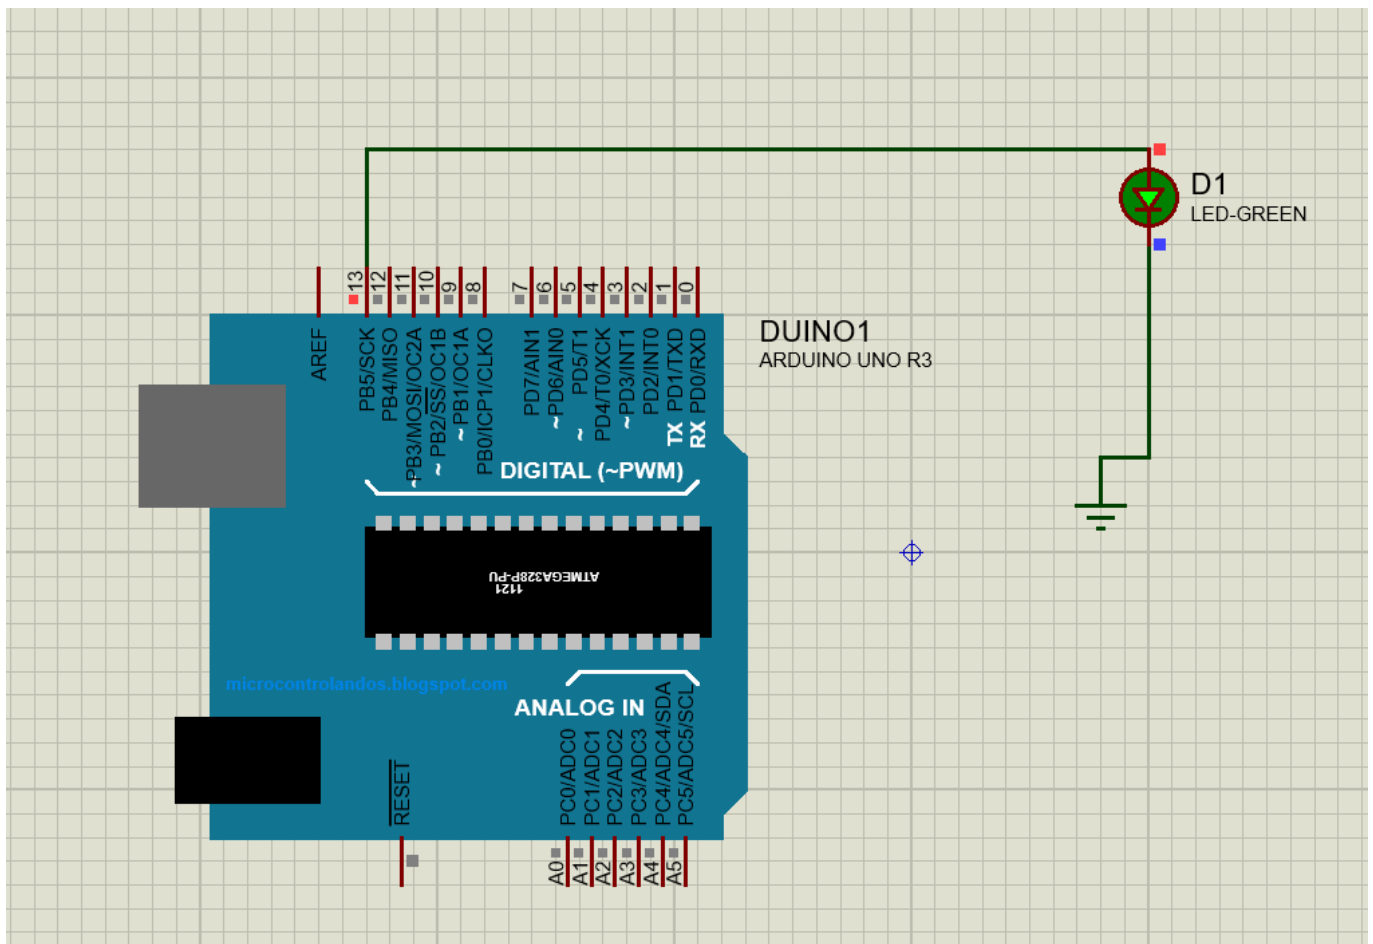 D1
LED-GREEN
13
12
11
10
9
8
7
6
5
4
3
2
1
0
DUINO1
ARDUINO UNO R3
AREF
PB5/SCK
PB4/MISO
~PB3/MOSI/OC2A
~ PB2/SS/OC1B
~ PB1/OC1A
PB0/ICP1/CLKO
PD7/AIN1
~PD6/AIN0
~ PD5/T1
PD4/T0/XCK
~PD3/INT1
PD2/INT0
TX PD1/TXD
RX PD0/RXD
DIGITAL (~PWM)
1121
ATMEGA328P-PU
microcontrolandos.blogspot.com
ANALOG IN
RESET
PC0/ADC0
PC1/ADC1
PC2/ADC2
PC3/ADC3
PC4/ADC4/SDA
PC5/ADC5/SCL
A0
A1
A2
A3
A4
A5